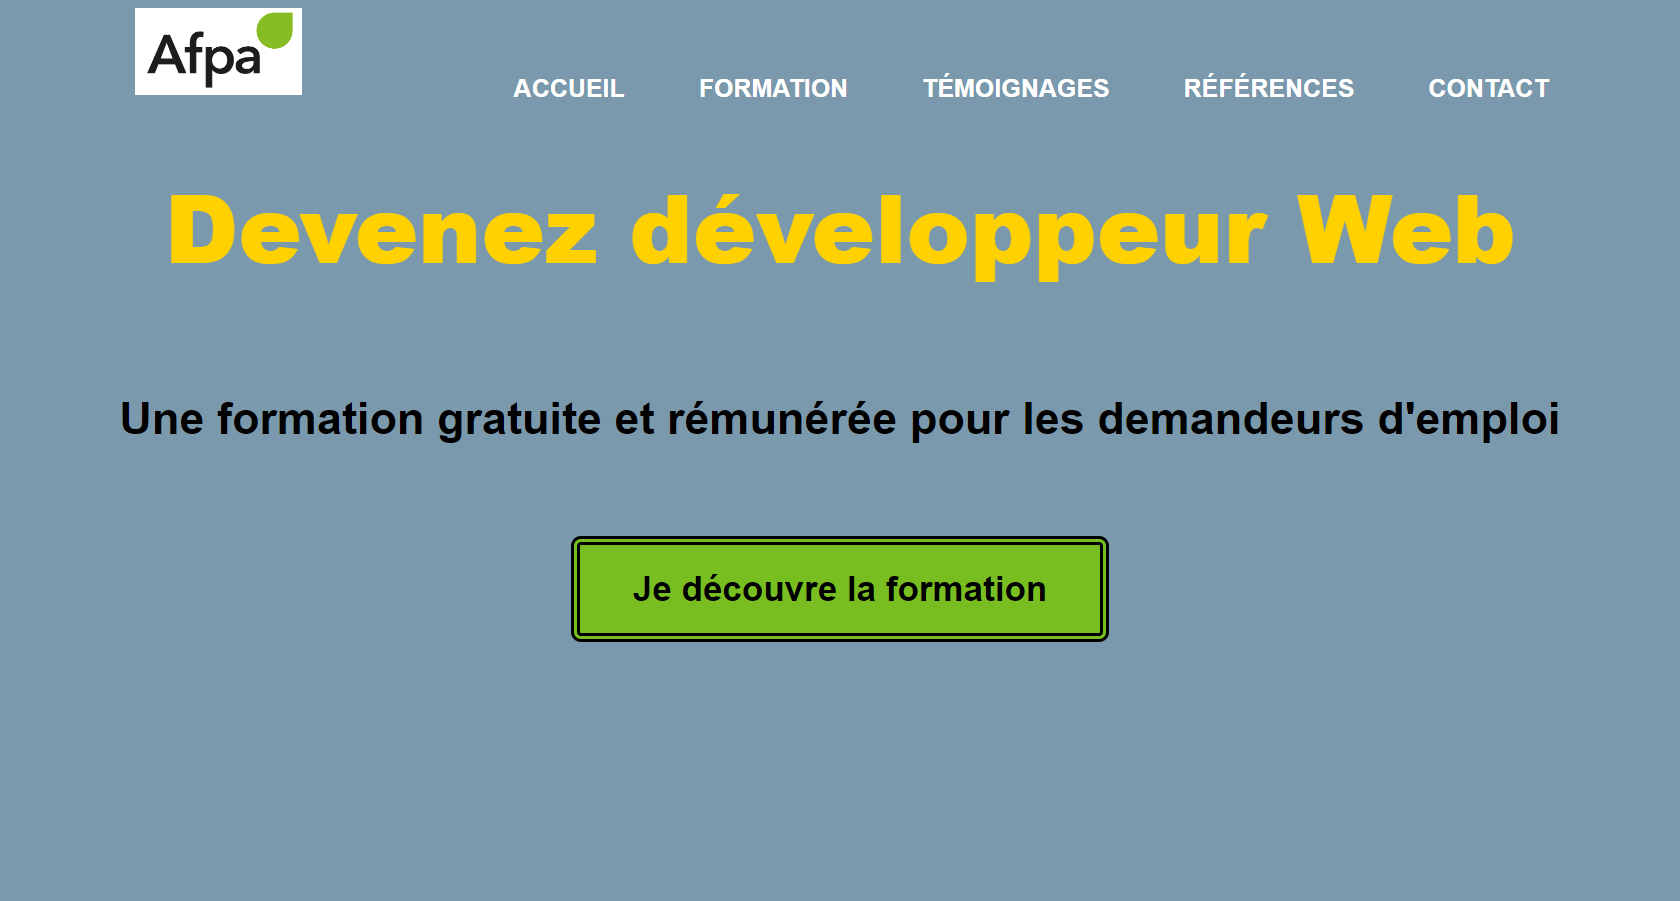 Afpa
ACCUEIL FORMATION TÉMOIGNAGES RÉFÉRENCES CONTACT
Devenez développeur Web
Une formation gratuite et rémunérée pour les demandeurs d'emploi
Je découvre la formation